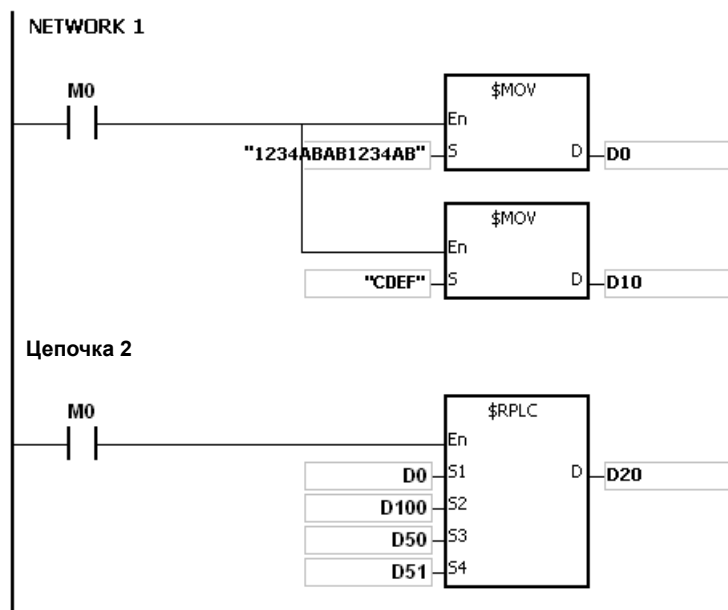 NETWORK 1
M0
$MOV
En
"1234ABAB1234AB" S D D0
$MOV
En
"CDEF" S D D10
Цепочка 2
M0
$RPLC
En
D0 S1 D D20
D100 S2
D50 S3
D51 S4